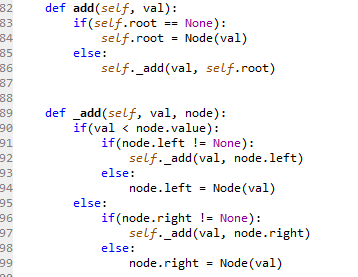 82 def add(self, val):
83 if(self.root == None):
84 self.root = Node(val)
85 else:
86 self._add(val, self.root)
87
88
89 def _add(self, val, node):
90 if(val < node.value):
91 if(node.left != None):
92 self._add(val, node.left)
93 else:
94 node.left = Node(val)
95 else:
96 if(node.right != None):
97 self._add(val, node.right)
98 else:
99 node.right = Node(val)